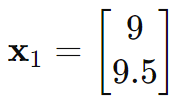 x₁ = [9
9.5]